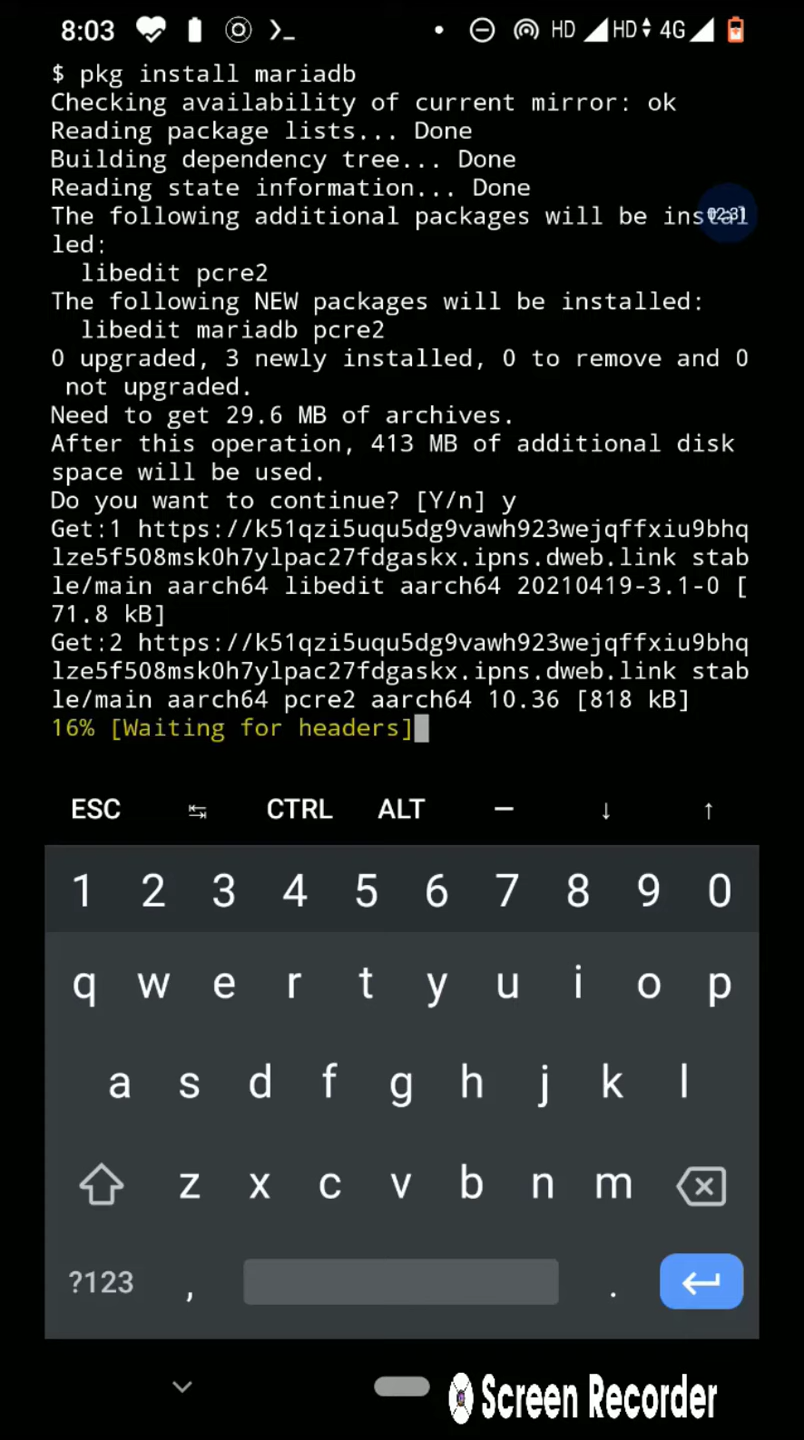 8:03 HD HD 4G
$ pkg install mariadb
Checking availability of current mirror: ok
Reading package lists... Done
Building dependency tree... Done
Reading state information... Done
The following additional packages will be instal
led:
02:31
libedit pcre2
The following NEW packages will be installed:
libedit mariadb pcre2
0 upgraded, 3 newly installed, 0 to remove and 0
not upgraded.
Need to get 29.6 MB of archives.
After this operation, 413 MB of additional disk
space will be used.
Do you want to continue? [Y/n] y
Get:1 https://k51qzi5uqu5dg9vawh923wejqffxiu9bhq
lze5f508msk0h7ylpac27fdgaskx.ipns.dweb.link stab
le/main aarch64 libedit aarch64 20210419-3.1-0 [
71.8 kB]
Get:2 https://k51qzi5uqu5dg9vawh923wejqffxiu9bhq
lze5f508msk0h7ylpac27fdgaskx.ipns.dweb.link stab
le/main aarch64 pcre2 aarch64 10.36 [818 kB]
16% [Waiting for headers]
ESC ↹ CTRL ALT — ↓ ↑
1 2 3 4 5 6 7 8 9 0
q w e r t y u i o p
a s d f g h j k l
z x c v b n m
?123 , .
Screen Recorder